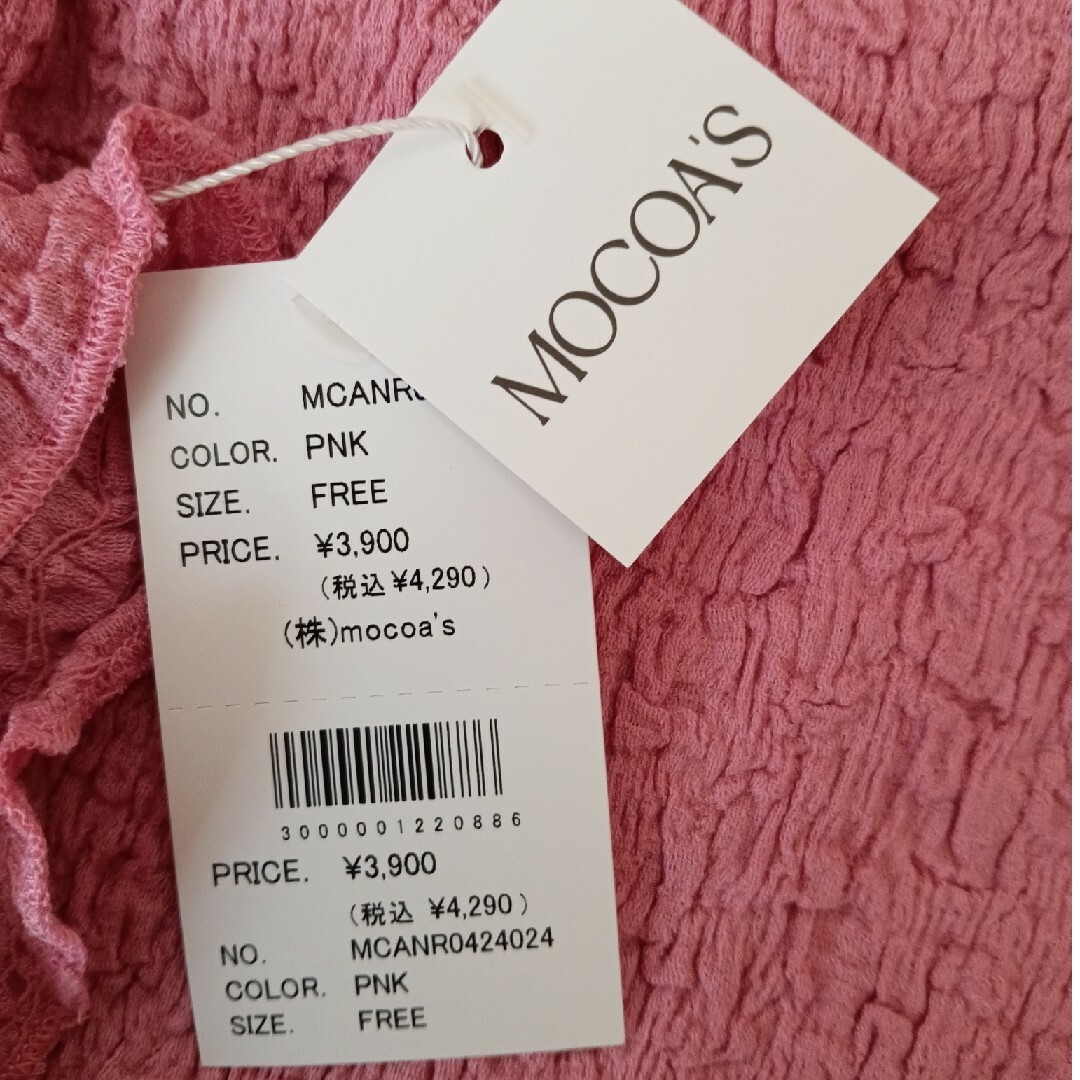 MOCOA'S
NO. MCANR
COLOR. PNK
SIZE. FREE
PRICE. ¥3,900
(税込 ¥4,290)
(株)mocoa's
3000001220886
PRICE. ¥3,900
(税込 ¥4,290)
NO. MCANR0424024
COLOR. PNK
SIZE. FREE